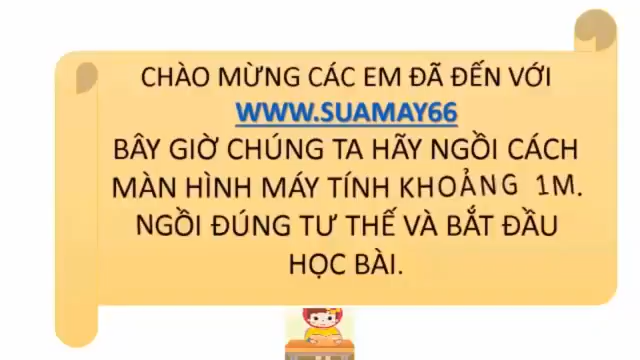 CHÀO MỪNG CÁC EM ĐÃ ĐẾN VỚI
WWW.SUAMAY66
BÂY GIỜ CHÚNG TA HÃY NGỒI CÁCH
MÀN HÌNH MÁY TÍNH KHOẢNG 1M.
NGỒI ĐÚNG TƯ THẾ VÀ BẮT ĐẦU
HỌC BÀI.